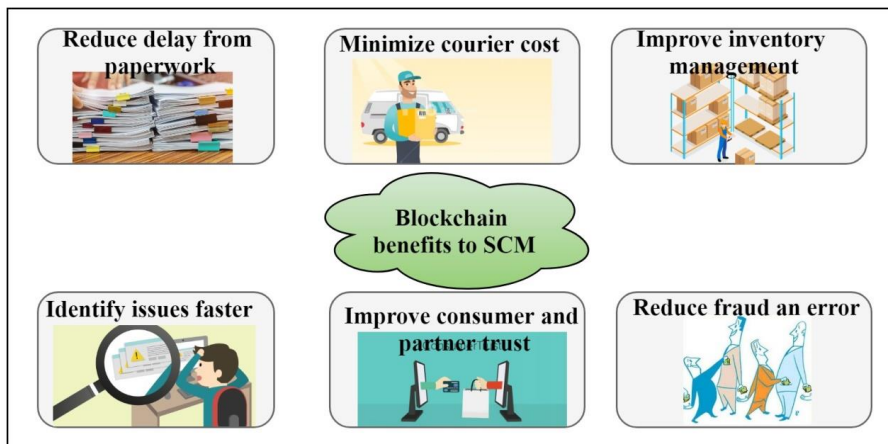 Reduce delay from
paperwork
Minimize courier cost
Improve inventory
management
Blockchain
benefits to SCM
Identify issues faster
Improve consumer and
partner trust
Reduce fraud an error